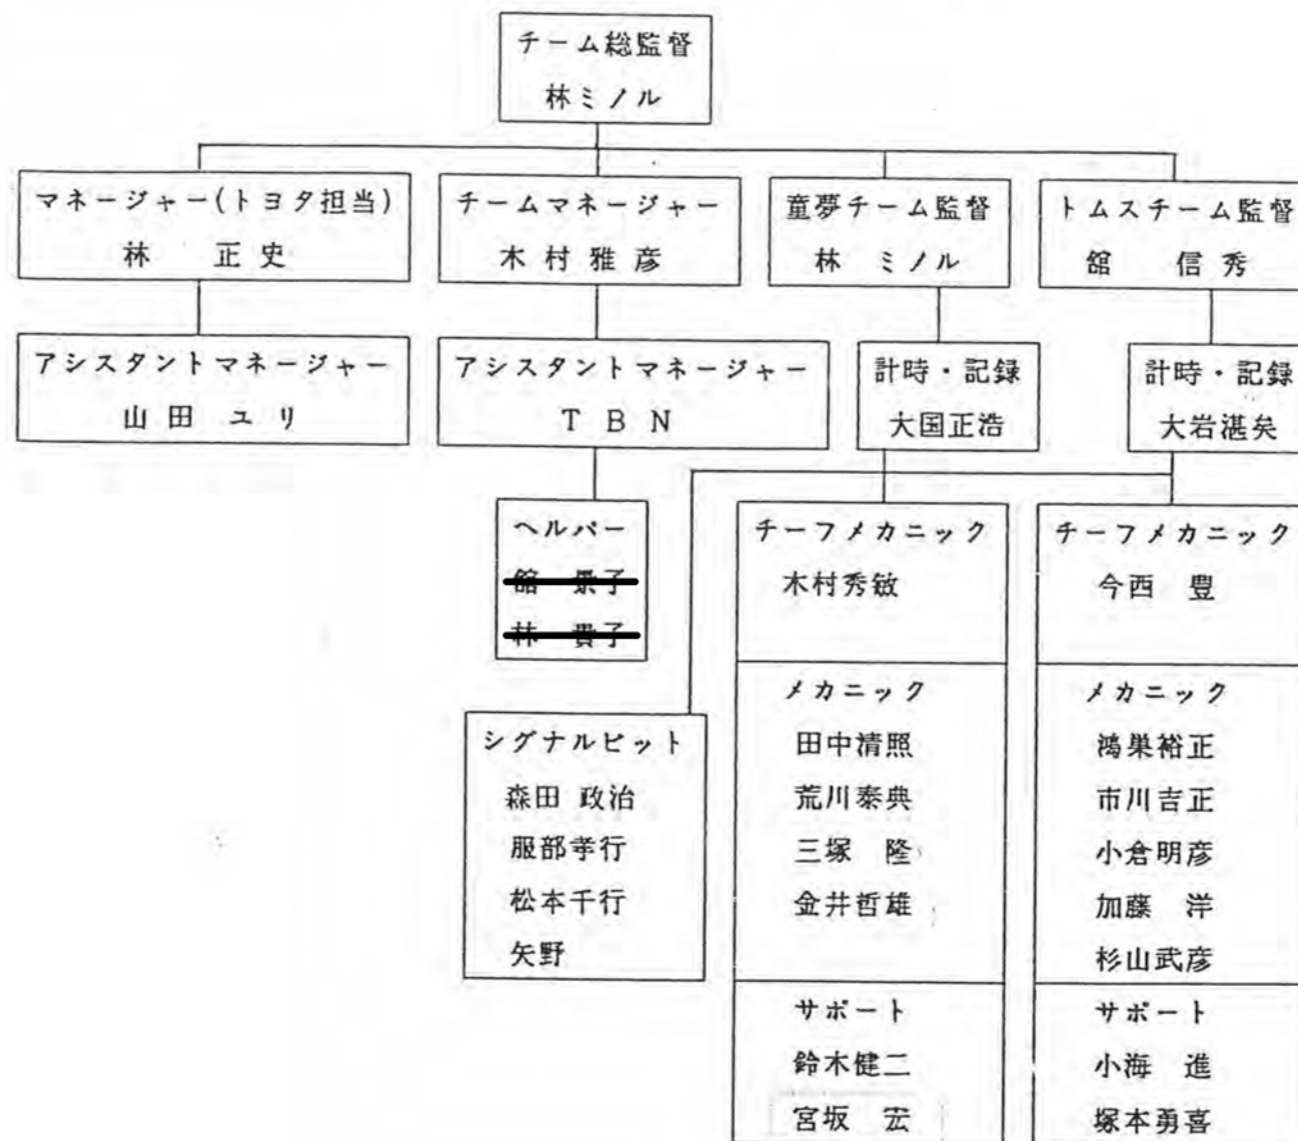 チーム総監督
林ミノル
マネージャー(トヨタ担当)
林　正史
チームマネージャー
木村雅彦
童夢チーム監督
林　ミノル
トムスチーム監督
舘　信秀
アシスタントマネージャー
山田　ユリ
アシスタントマネージャー
TBN
計時・記録
大国正浩
計時・記録
大岩湛矣
ヘルパー
シグナルピット
森田 政治
服部孝行
松本千行
矢野
チーフメカニック
木村秀敏
メカニック
田中清照
荒川泰典
三塚　隆
金井哲雄
サポート
鈴木健二
宮坂　宏
チーフメカニック
今西　豊
メカニック
鴻巣裕正
市川吉正
小倉明彦
加藤　洋
杉山武彦
サポート
小海　進
塚本勇喜